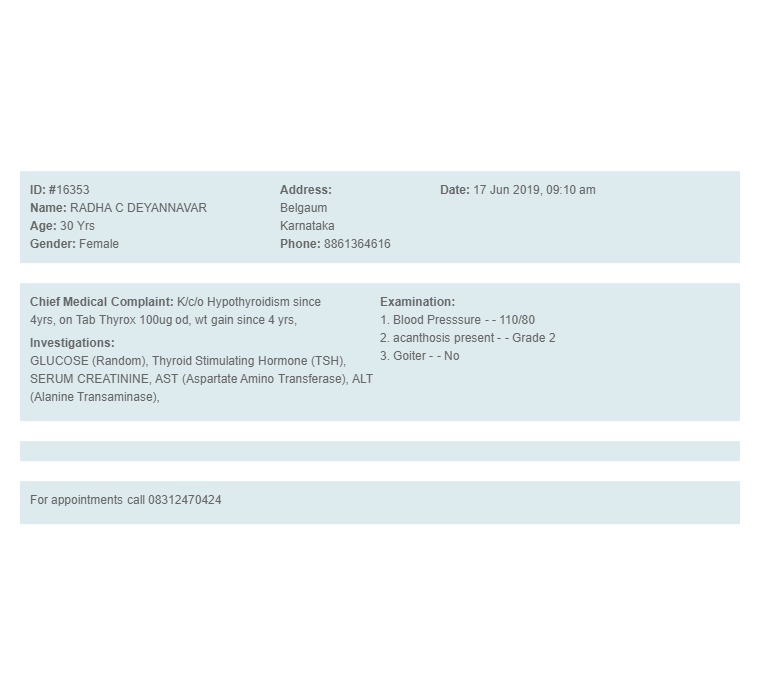 ID: #16353
Name: RADHA C DEYANNAVAR
Age: 30 Yrs
Gender: Female
Address:
Belgaum
Karnataka
Phone: 8861364616
Date: 17 Jun 2019, 09:10 am
Chief Medical Complaint: K/c/o Hypothyroidism since
4yrs, on Tab Thyrox 100ug od, wt gain since 4 yrs,
Investigations:
GLUCOSE (Random), Thyroid Stimulating Hormone (TSH),
SERUM CREATININE, AST (Aspartate Amino Transferase), ALT
(Alanine Transaminase),
Examination:
1. Blood Presssure - - 110/80
2. acanthosis present - - Grade 2
3. Goiter - - No
For appointments call 08312470424